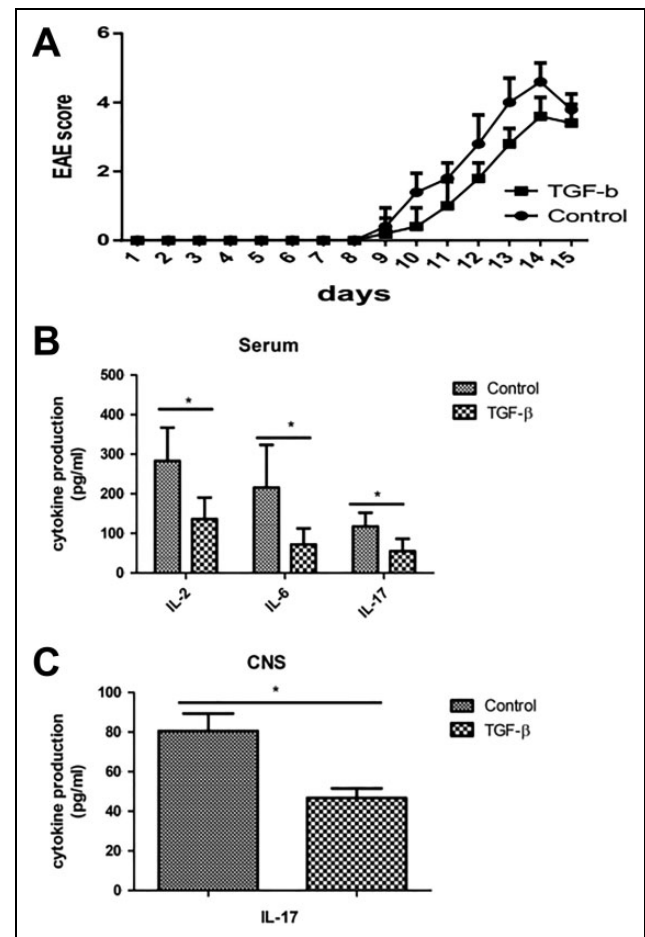 A
6
4
2
0
EAE score
TGF-b
Control
1 2 3 4 5 6 7 8 9 10 11 12 13 14 15
days
B
Serum
500
400
300
200
100
0
cytokine production
(pg/ml)
*
*
*
Control
TGF-β
IL-2 IL-6 IL-17
C
CNS
100
80
60
40
20
0
cytokine production
(pg/ml)
*
Control
TGF-β
IL-17